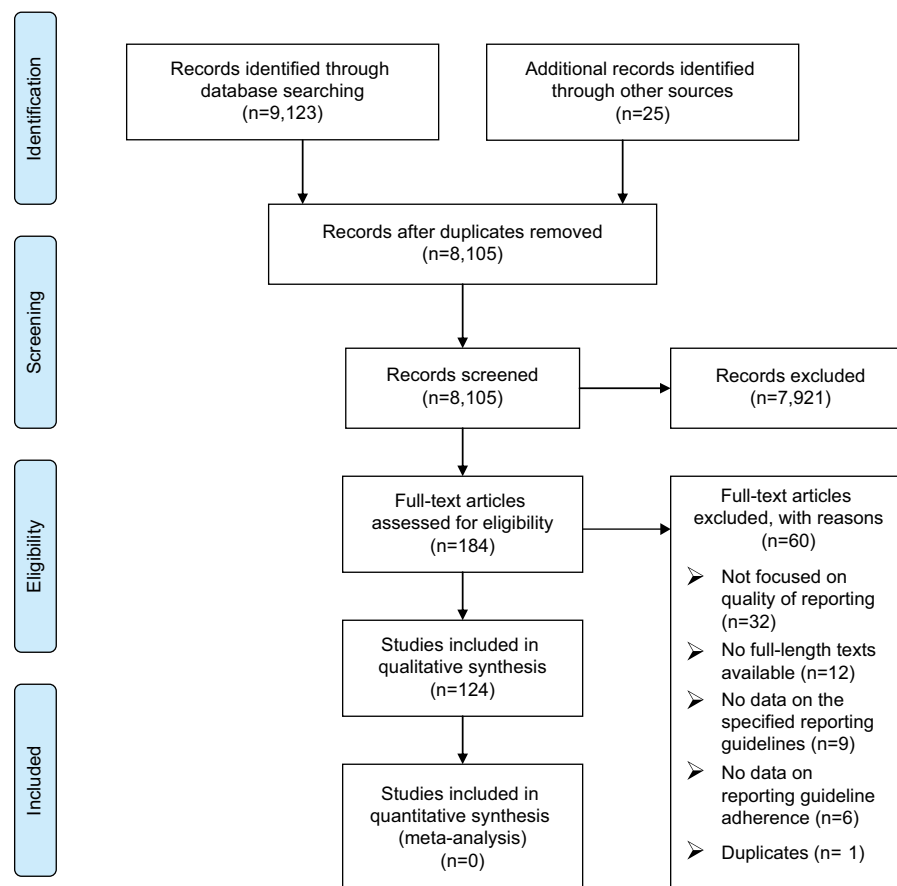 Identification
Records identified through
database searching
(n=9,123)
Additional records identified
through other sources
(n=25)
Records after duplicates removed
(n=8,105)
Screening
Records screened
(n=8,105)
Records excluded
(n=7,921)
Eligibility
Full-text articles
assessed for eligibility
(n=184)
Full-text articles
excluded, with reasons
(n=60)
Not focused on
quality of reporting
(n=32)
No full-length texts
available (n=12)
No data on the
specified reporting
guidelines (n=9)
No data on
reporting guideline
adherence (n=6)
Duplicates (n= 1)
Studies included in
qualitative synthesis
(n=124)
Included
Studies included in
quantitative synthesis
(meta-analysis)
(n=0)